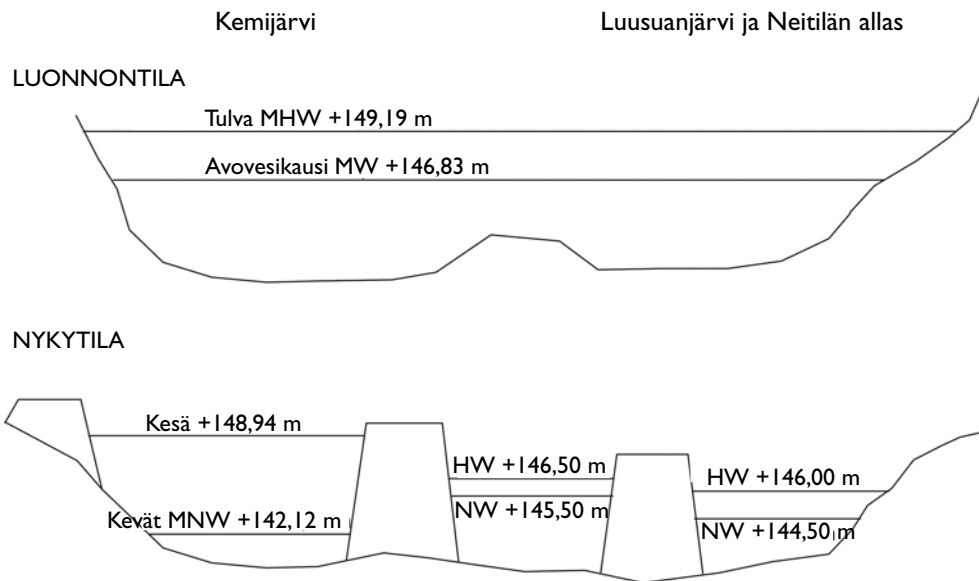 Kemijärvi
Luusuanjärvi ja Neitilän allas
LUONNONTILA
Tulva MHW +149,19 m
Avovesikausi MW +146,83 m
NYKYTILA
Kesä +148,94 m
HW +146,50 m
HW +146,00 m
NW +145,50 m
Kevät MNW +142,12 m
NW +144,50 m